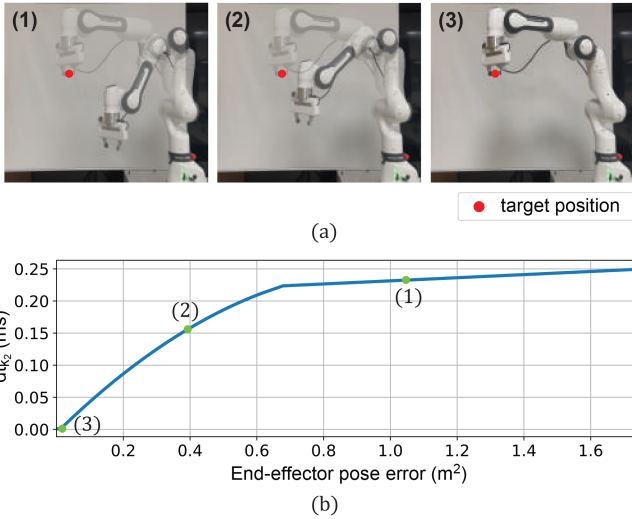 (1) (2) (3)
target position
(a)
0.25
0.20
0.15
0.10
0.05
0.00
(1)
(2)
(3)
0.2 0.4 0.6 0.8 1.0 1.2 1.4 1.6
End-effector pose error (m²)
(b)